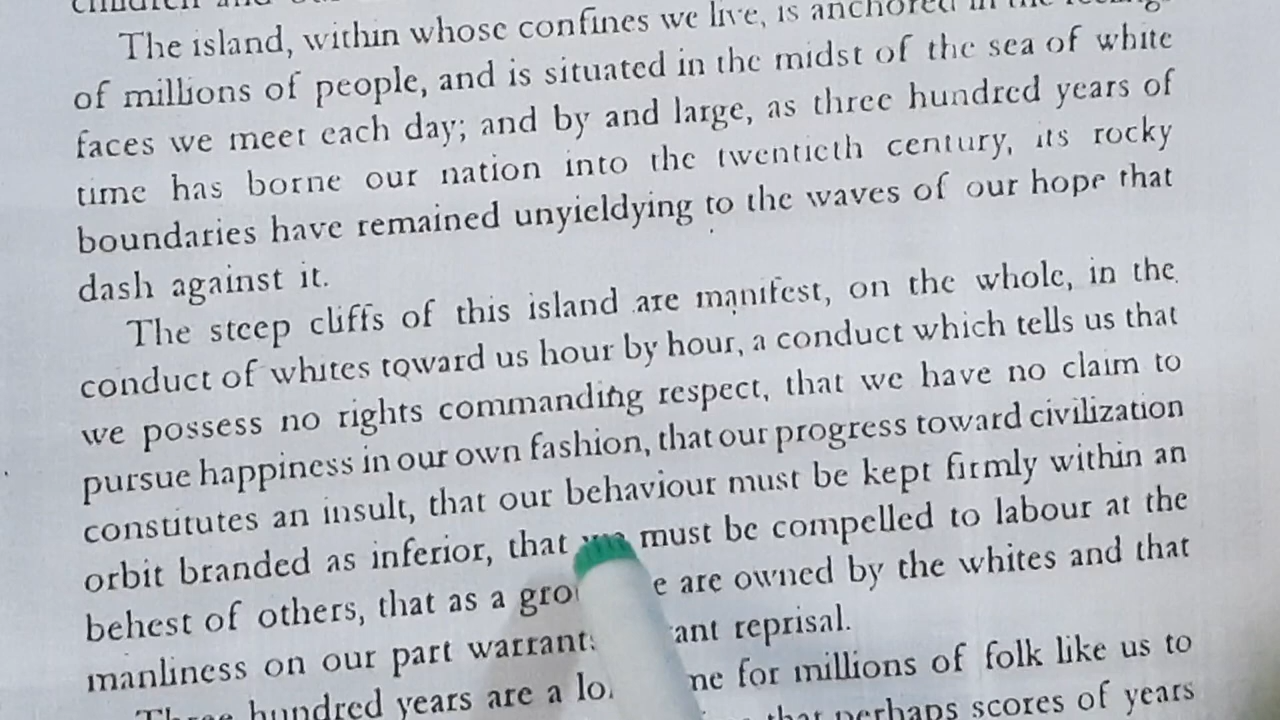 The island, within whose confines we live, is anchored in the
of millions of people, and is situated in the midst of the sea of white
faces we meet each day; and by and large, as three hundred years of
time has borne our nation into the twentieth century, its rocky
boundaries have remained unyieldying to the waves of our hope that
dash against it.
The steep cliffs of this island are manifest, on the whole, in the
conduct of whites toward us hour by hour, a conduct which tells us that
we possess no rights commanding respect, that we have no claim to
pursue happiness in our own fashion, that our progress toward civilization
constitutes an insult, that our behaviour must be kept firmly within an
orbit branded as inferior, that must be compelled to labour at the
behest of others, that as a are owned by the whites and that
manliness on our part reprisal.
hundred years are a for millions of folk like us to
that perhaps scores of years